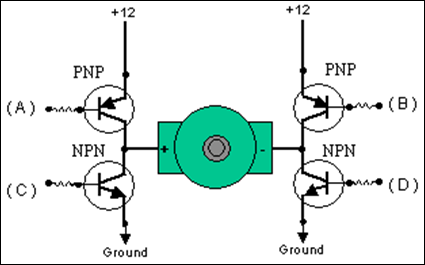 +12 +12
PNP PNP
(A) (B)
NPN + - NPN
(C) (D)
Ground Ground